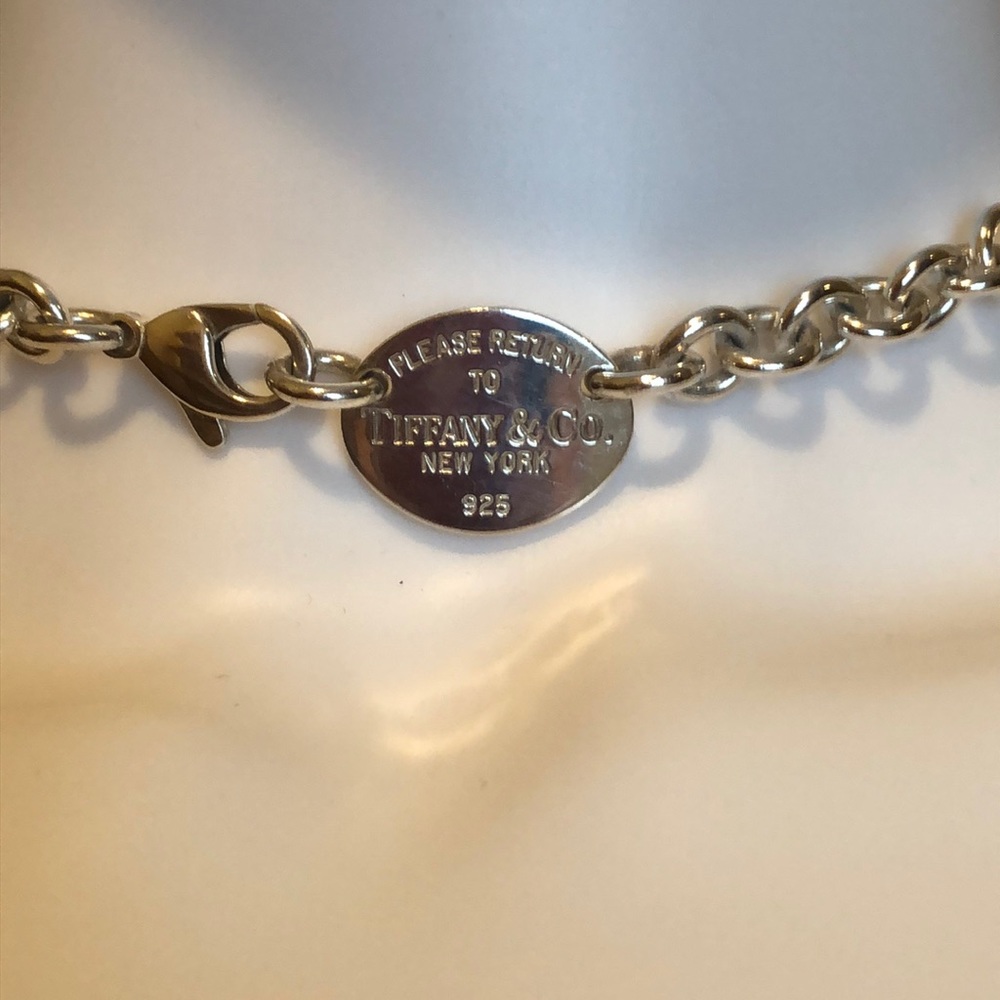 PLEASE RETURN
TO
TIFFANY & CO.
NEW YORK
925